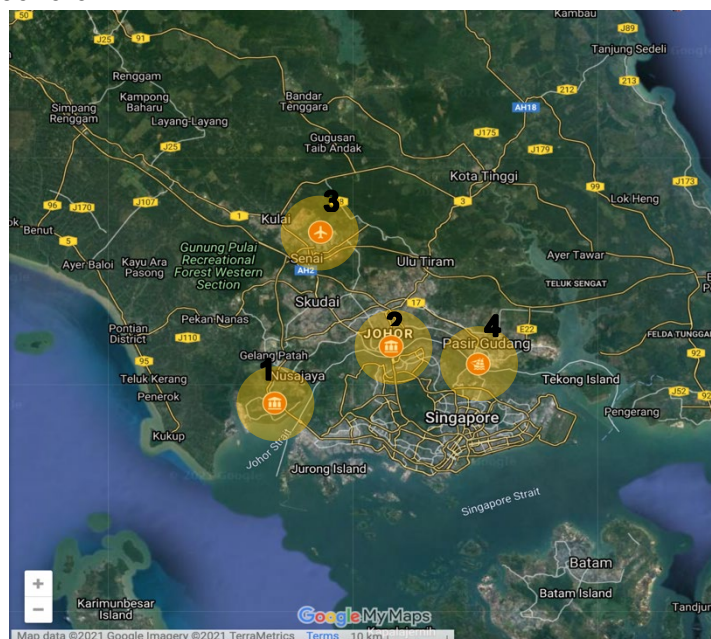 50
Kambau
J25
91
J89
Tanjung Sedeli
Renggam
213
Kampong
Baharu
Bandar
Tenggara
212
Simpang
Renggam
AH18
Layang-Layang
J175
Gugusan
Taib Andak
J25
J179
Kota Tinggi
J173
99
96
J170
J107
3
1
3
Lok Heng
Kulai
Benut
5
Gunung Pulai
Recreational
Forest Western
Section
Senai
AH2
Ayer Baloi
Kayu Ara
Pasong
Ulu Tiram
Ayer Tawar
TELUK SENGAT
Skudai
17
Pekan Nanas
2
4
Pontian
District
J110
JOHOR
E22
Pasir Gudang
FELDA TUNGGA
92
Gelang Patah
95
1
Nusajaya
Teluk Kerang
Penerok
Tekong Island
J52
92
Singapore
Pengerang
Kukup
Johor Strait
Jurong Island
Singapore Strait
Batam
Batam Island
+
−
Karimunbesar
Island
Google My Maps
Tandjur
Map data ©2021 Google Imagery ©2021 TerraMetrics Terms 10 km